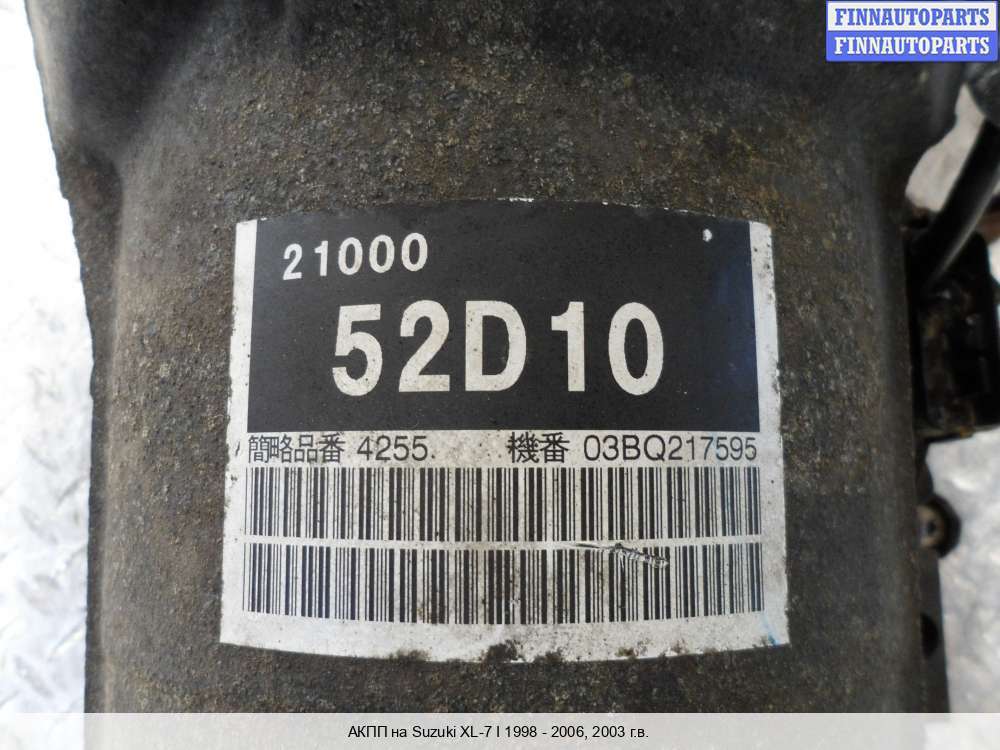 FINNAUTOPARTS
FINNAUTOPARTS
21000
52D10
簡略品番 4255. 機番 03BQ217595
АКПП на Suzuki XL-7 I 1998 - 2006, 2003 г.в.